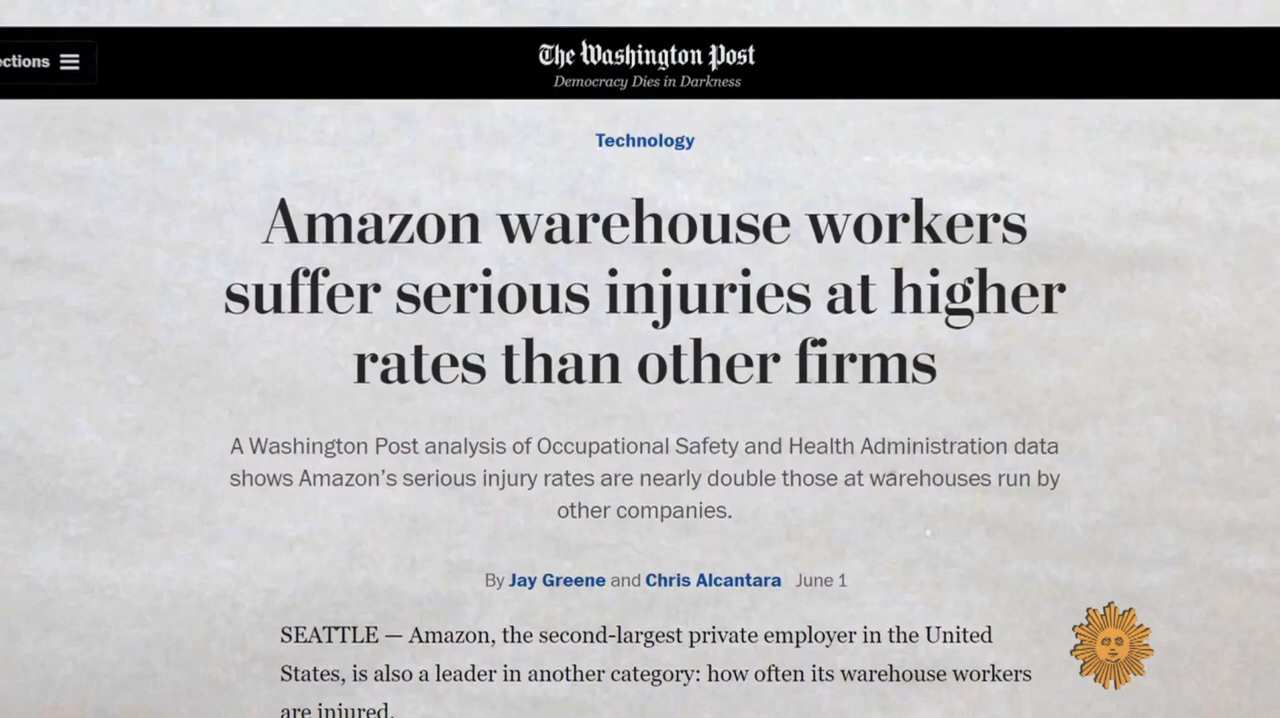 ections
The Washington Post
Democracy Dies in Darkness
Technology
Amazon warehouse workers
suffer serious injuries at higher
rates than other firms
A Washington Post analysis of Occupational Safety and Health Administration data
shows Amazon’s serious injury rates are nearly double those at warehouses run by
other companies.
By Jay Greene and Chris Alcantara June 1
SEATTLE — Amazon, the second-largest private employer in the United
States, is also a leader in another category: how often its warehouse workers
are injured.